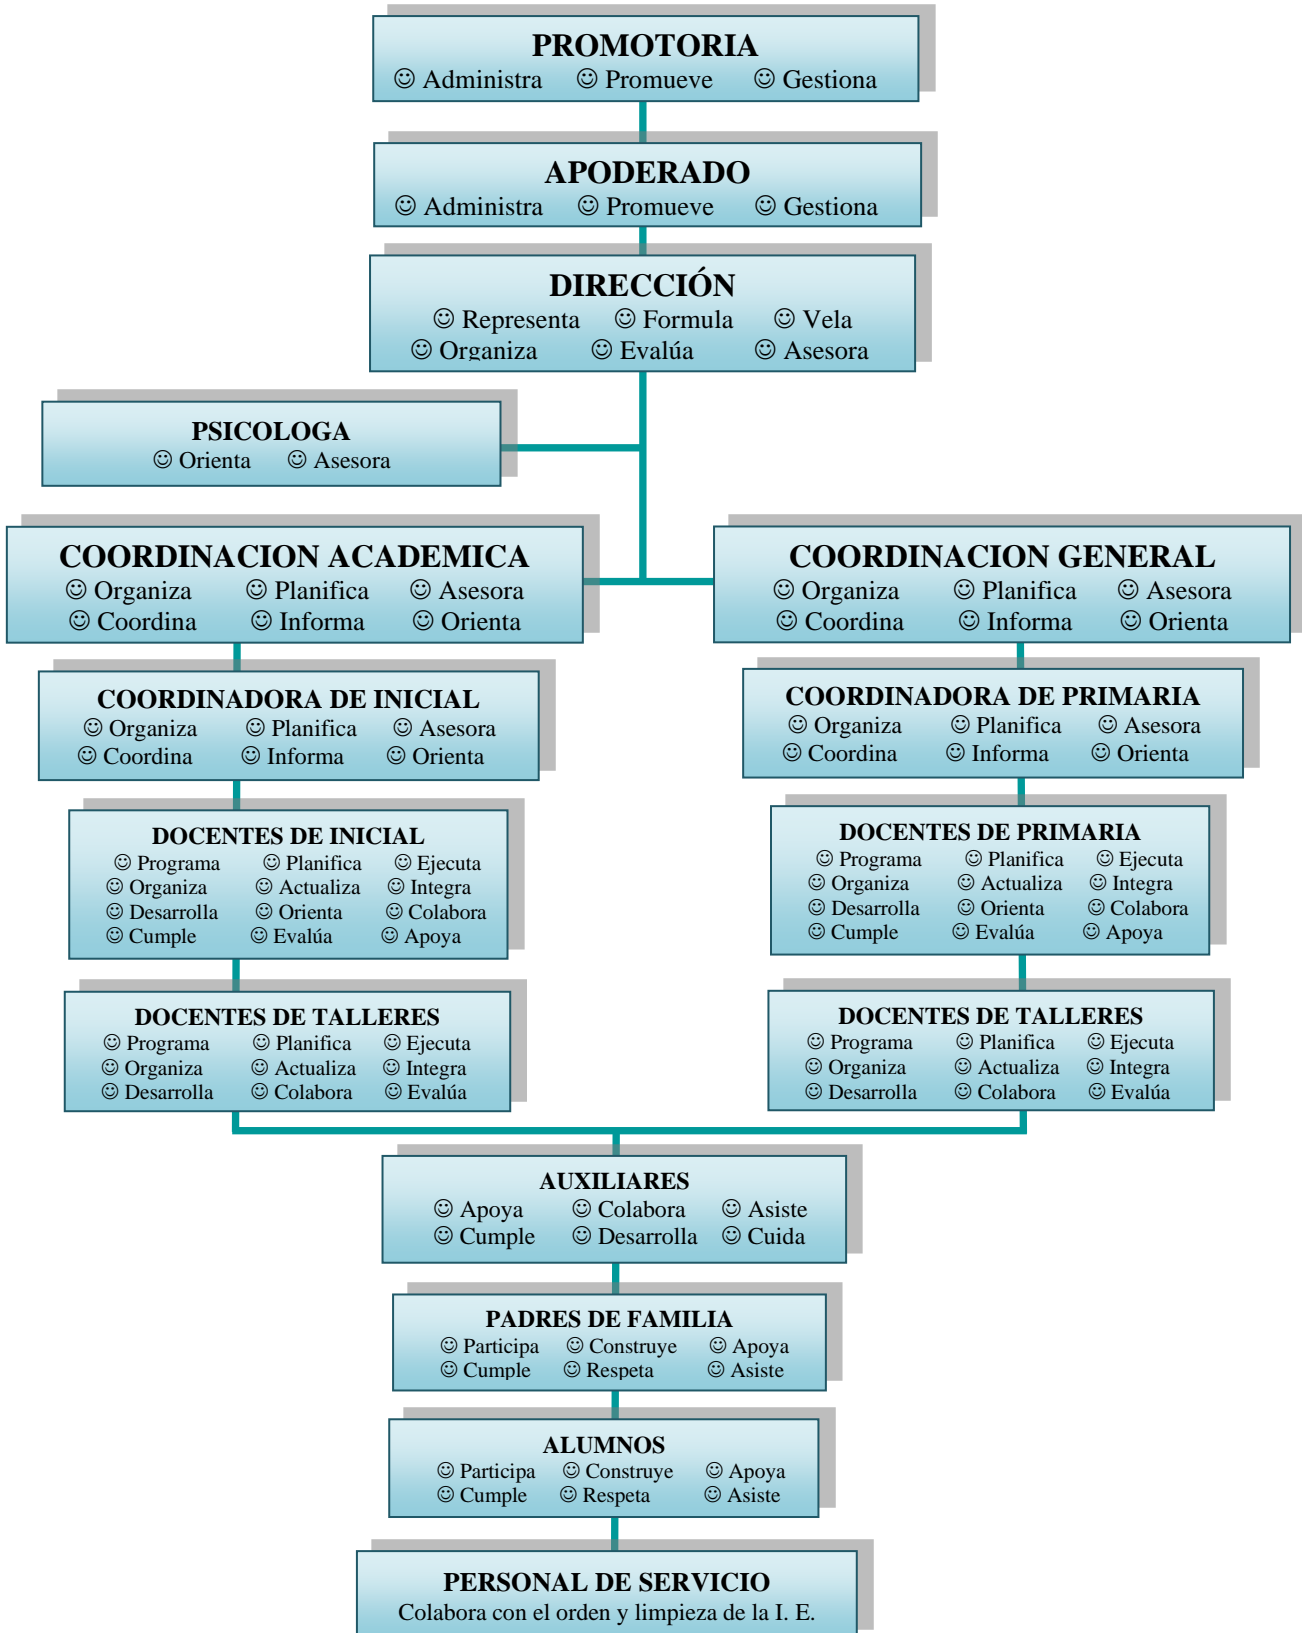 PROMOTORIA
☺ Administra ☺ Promueve ☺ Gestiona
APODERADO
☺ Administra ☺ Promueve ☺ Gestiona
DIRECCIÓN
☺ Representa ☺ Formula ☺ Vela
☺ Organiza ☺ Evalúa ☺ Asesora
PSICOLOGA
☺ Orienta ☺ Asesora
COORDINACION ACADEMICA
☺ Organiza ☺ Planifica ☺ Asesora
☺ Coordina ☺ Informa ☺ Orienta
COORDINACION GENERAL
☺ Organiza ☺ Planifica ☺ Asesora
☺ Coordina ☺ Informa ☺ Orienta
COORDINADORA DE INICIAL
☺ Organiza ☺ Planifica ☺ Asesora
☺ Coordina ☺ Informa ☺ Orienta
COORDINADORA DE PRIMARIA
☺ Organiza ☺ Planifica ☺ Asesora
☺ Coordina ☺ Informa ☺ Orienta
DOCENTES DE INICIAL
☺ Programa ☺ Planifica ☺ Ejecuta
☺ Organiza ☺ Actualiza ☺ Integra
☺ Desarrolla ☺ Orienta ☺ Colabora
☺ Cumple ☺ Evalúa ☺ Apoya
DOCENTES DE PRIMARIA
☺ Programa ☺ Planifica ☺ Ejecuta
☺ Organiza ☺ Actualiza ☺ Integra
☺ Desarrolla ☺ Orienta ☺ Colabora
☺ Cumple ☺ Evalúa ☺ Apoya
DOCENTES DE TALLERES
☺ Programa ☺ Planifica ☺ Ejecuta
☺ Organiza ☺ Actualiza ☺ Integra
☺ Desarrolla ☺ Colabora ☺ Evalúa
DOCENTES DE TALLERES
☺ Programa ☺ Planifica ☺ Ejecuta
☺ Organiza ☺ Actualiza ☺ Integra
☺ Desarrolla ☺ Colabora ☺ Evalúa
AUXILIARES
☺ Apoya ☺ Colabora ☺ Asiste
☺ Cumple ☺ Desarrolla ☺ Cuida
PADRES DE FAMILIA
☺ Participa ☺ Construye ☺ Apoya
☺ Cumple ☺ Respeta ☺ Asiste
ALUMNOS
☺ Participa ☺ Construye ☺ Apoya
☺ Cumple ☺ Respeta ☺ Asiste
PERSONAL DE SERVICIO
Colabora con el orden y limpieza de la I. E.